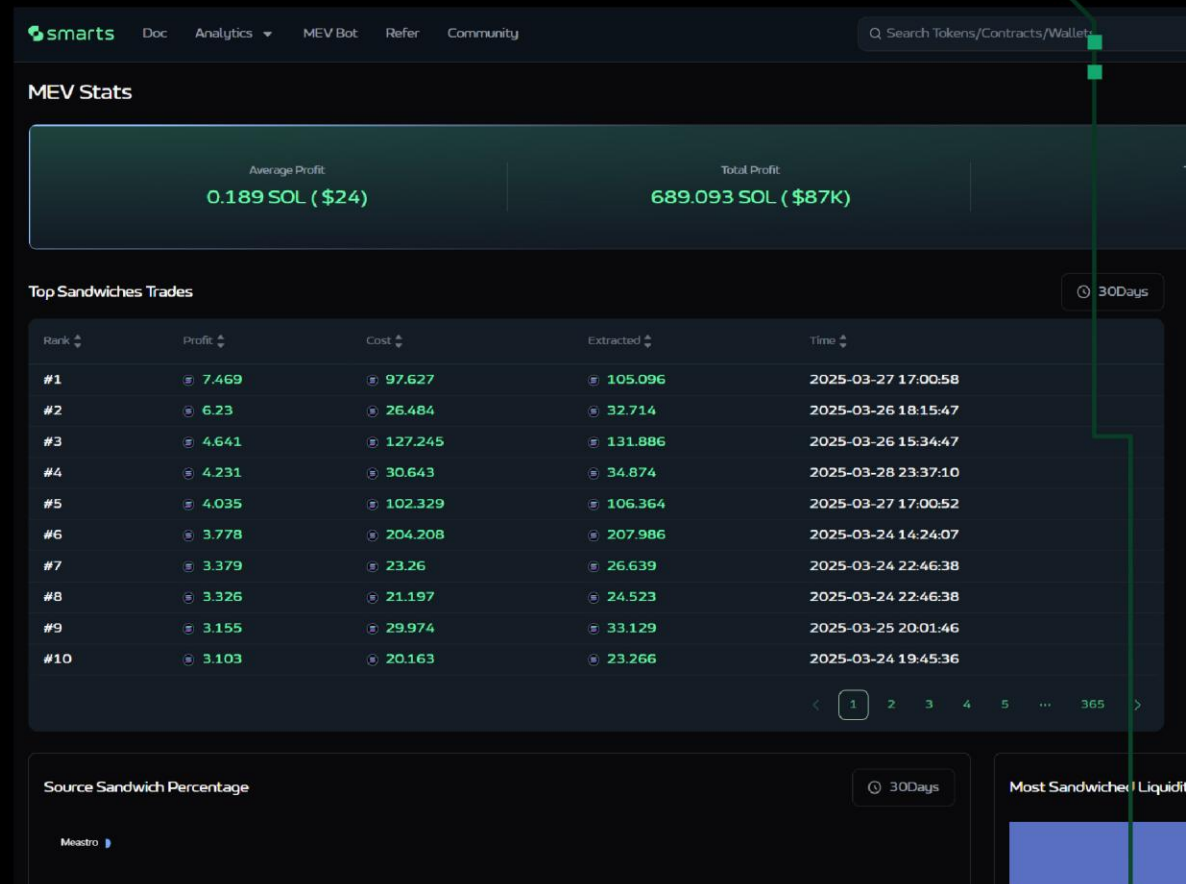 smarts Doc Analytics MEV Bot Refer Community Search Tokens/Contracts/Wallet
MEV Stats
Average Profit Total Profit
0.189 SOL ( $24) 689.093 SOL ( $87K)
Top Sandwiches Trades 30Days
Rank Profit Cost Extracted Time
#1 7.469 97.627 105.096 2025-03-27 17:00:58
#2 6.23 26.484 32.714 2025-03-26 18:15:47
#3 4.641 127.245 131.886 2025-03-26 15:34:47
#4 4.231 30.643 34.874 2025-03-28 23:37:10
#5 4.035 102.329 106.364 2025-03-27 17:00:52
#6 3.778 204.208 207.986 2025-03-24 14:24:07
#7 3.379 23.26 26.639 2025-03-24 22:46:38
#8 3.326 21.197 24.523 2025-03-24 22:46:38
#9 3.155 29.974 33.129 2025-03-25 20:01:46
#10 3.103 20.163 23.266 2025-03-24 19:45:36
< 1 2 3 4 5 ... 365 >
Source Sandwich Percentage 30Days Most Sandwiched Liquidit
Meastro